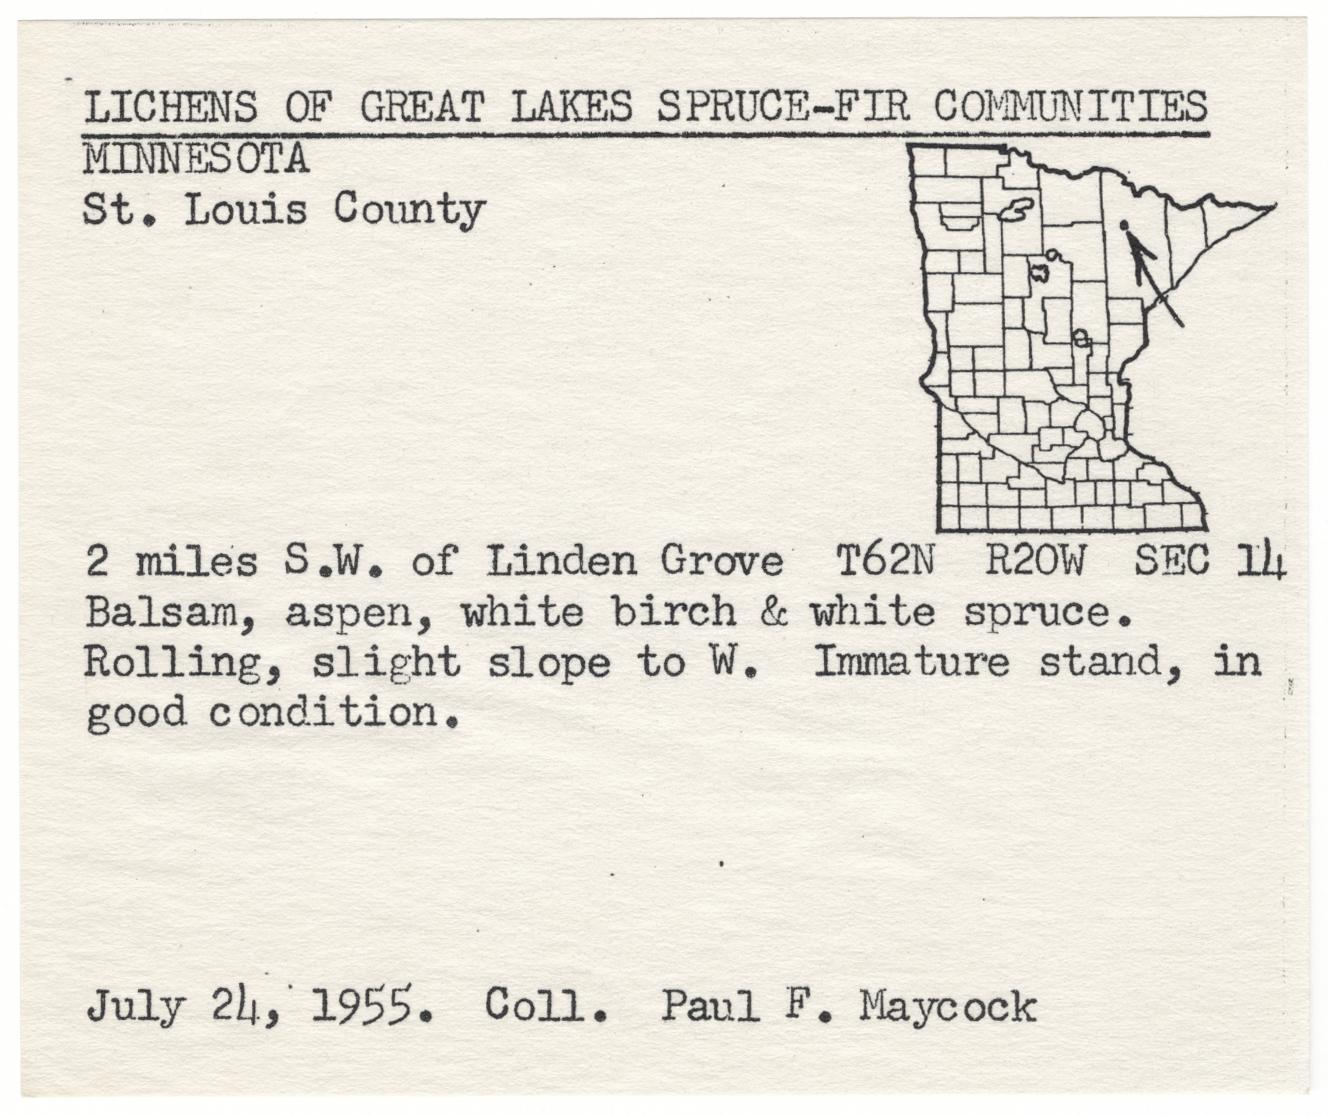 LICHENS OF GREAT LAKES SPRUCE-FIR COMMUNITIES
MINNESOTA
St. Louis County
2 miles S.W. of Linden Grove T62N R20W SEC 14
Balsam, aspen, white birch & white spruce.
Rolling, slight slope to W. Immature stand, in
good condition.
July 24, 1955. Coll. Paul F. Maycock